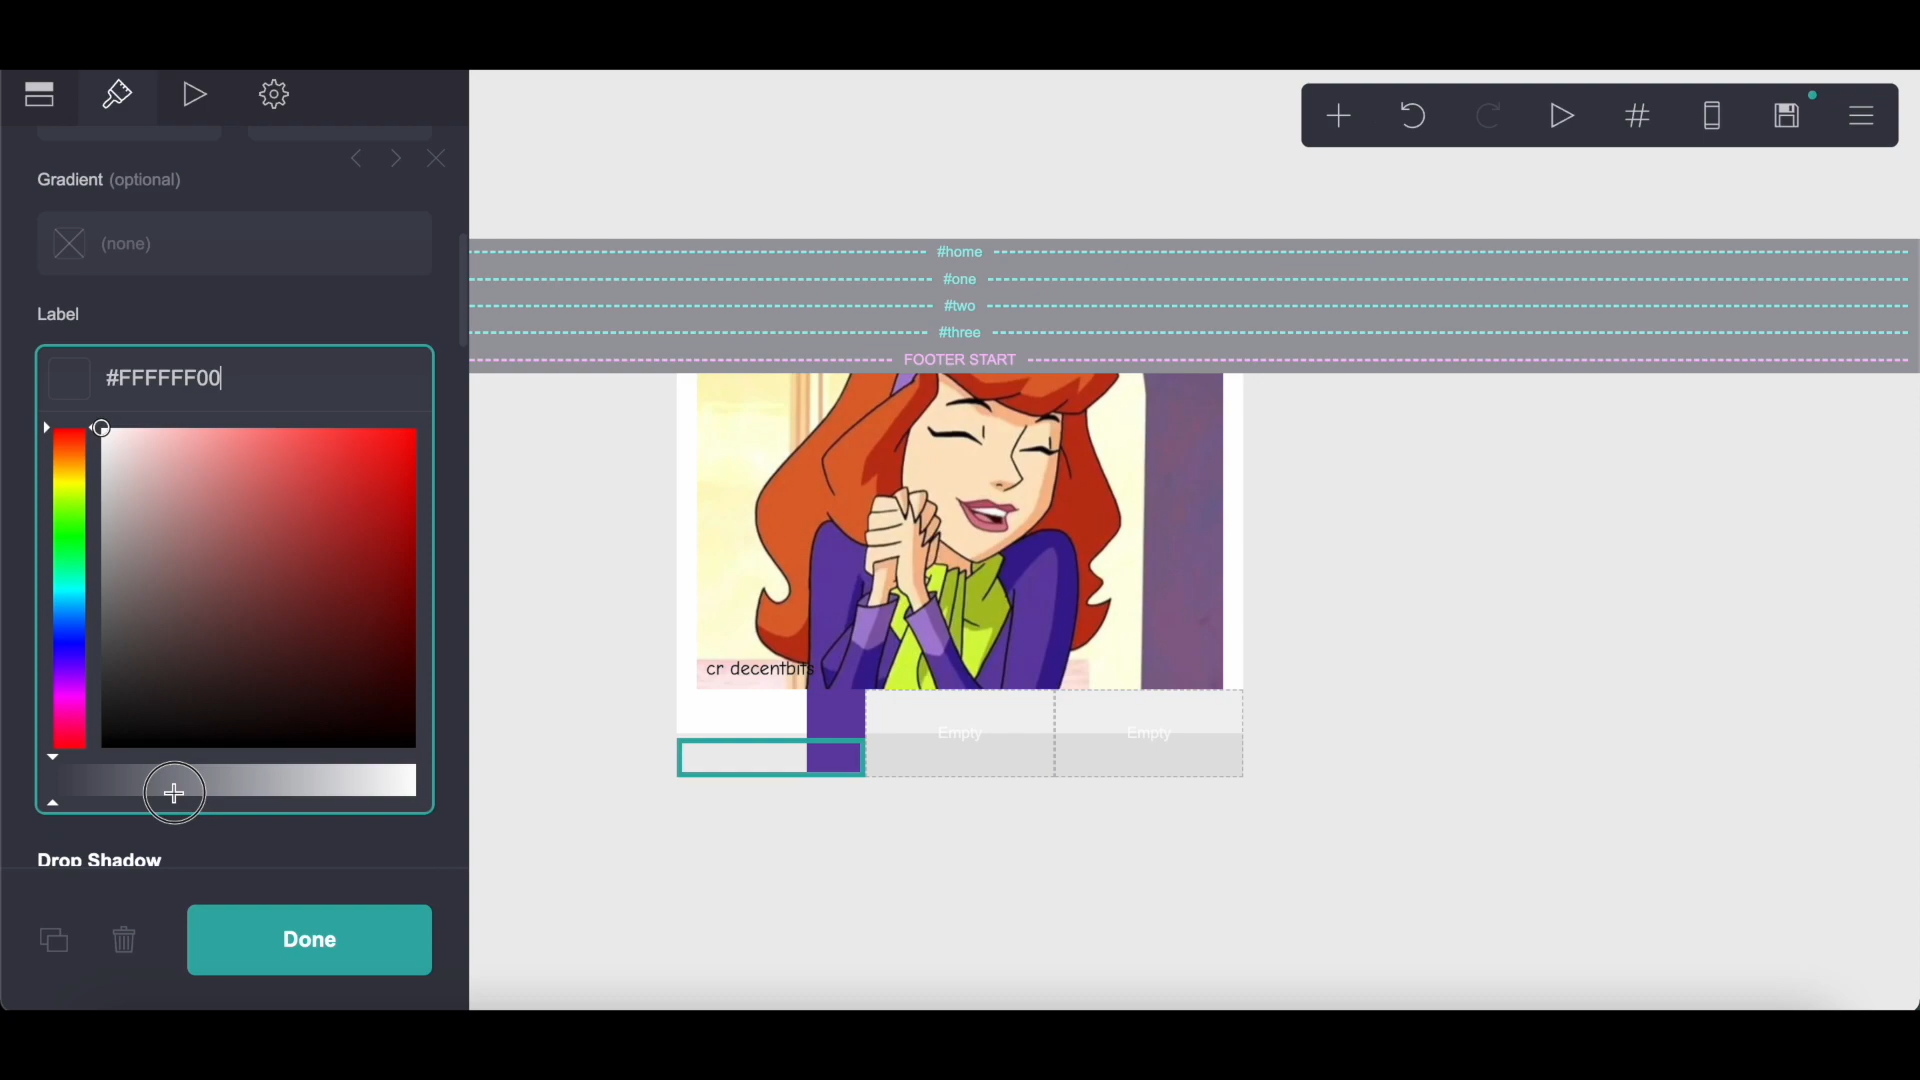 Gradient (optional)
(none)
Label
#FFFFFF00
Drop Shadow
Done
#home
#one
#two
#three
FOOTER START
cr decentbits
Empty
Empty